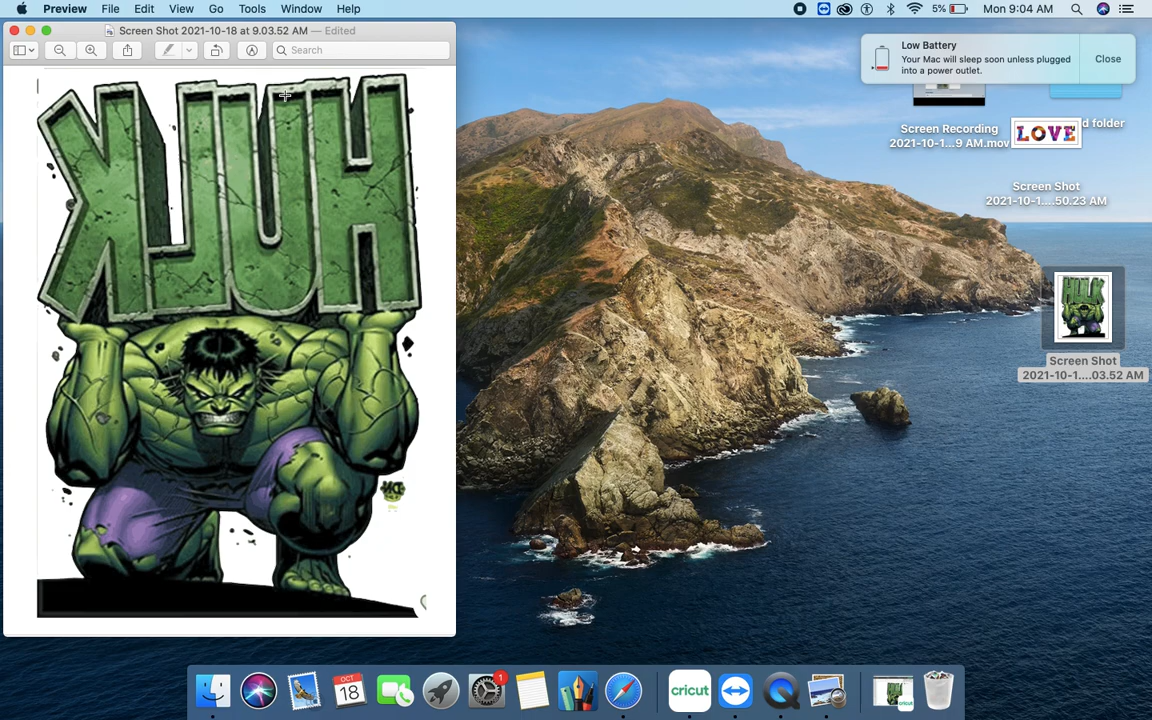 Preview File Edit View Go Tools Window Help 5% Mon 9:04 AM
Screen Shot 2021-10-18 at 9.03.52 AM — Edited
Search
HULK
Low Battery
Your Mac will sleep soon unless plugged
into a power outlet.
Close
Screen Recording
2021-10-1...9 AM.mov
d folder
LOVE
Screen Shot
2021-10-1....50.23 AM
HULK
Screen Shot
2021-10-1....03.52 AM
OCT
18
1
cricut